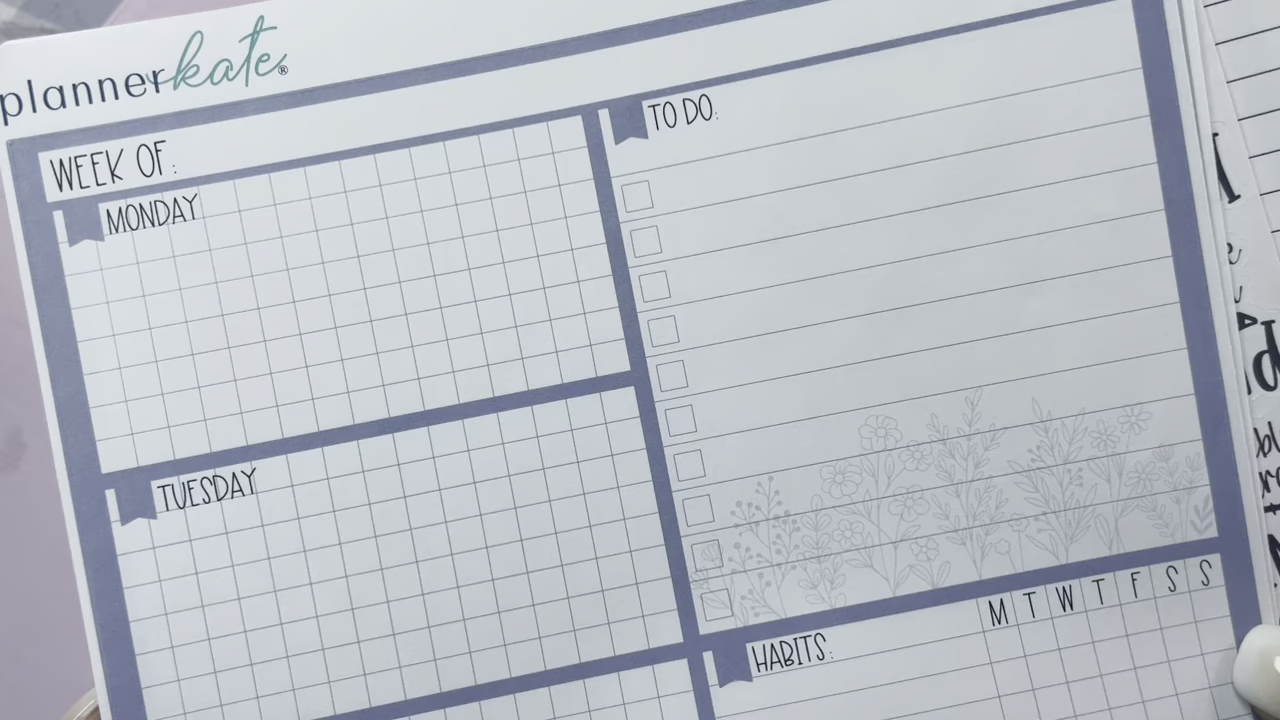 plannerkate®
WEEK OF:
MONDAY
TUESDAY
TO DO:
HABITS:
M T W T F S S